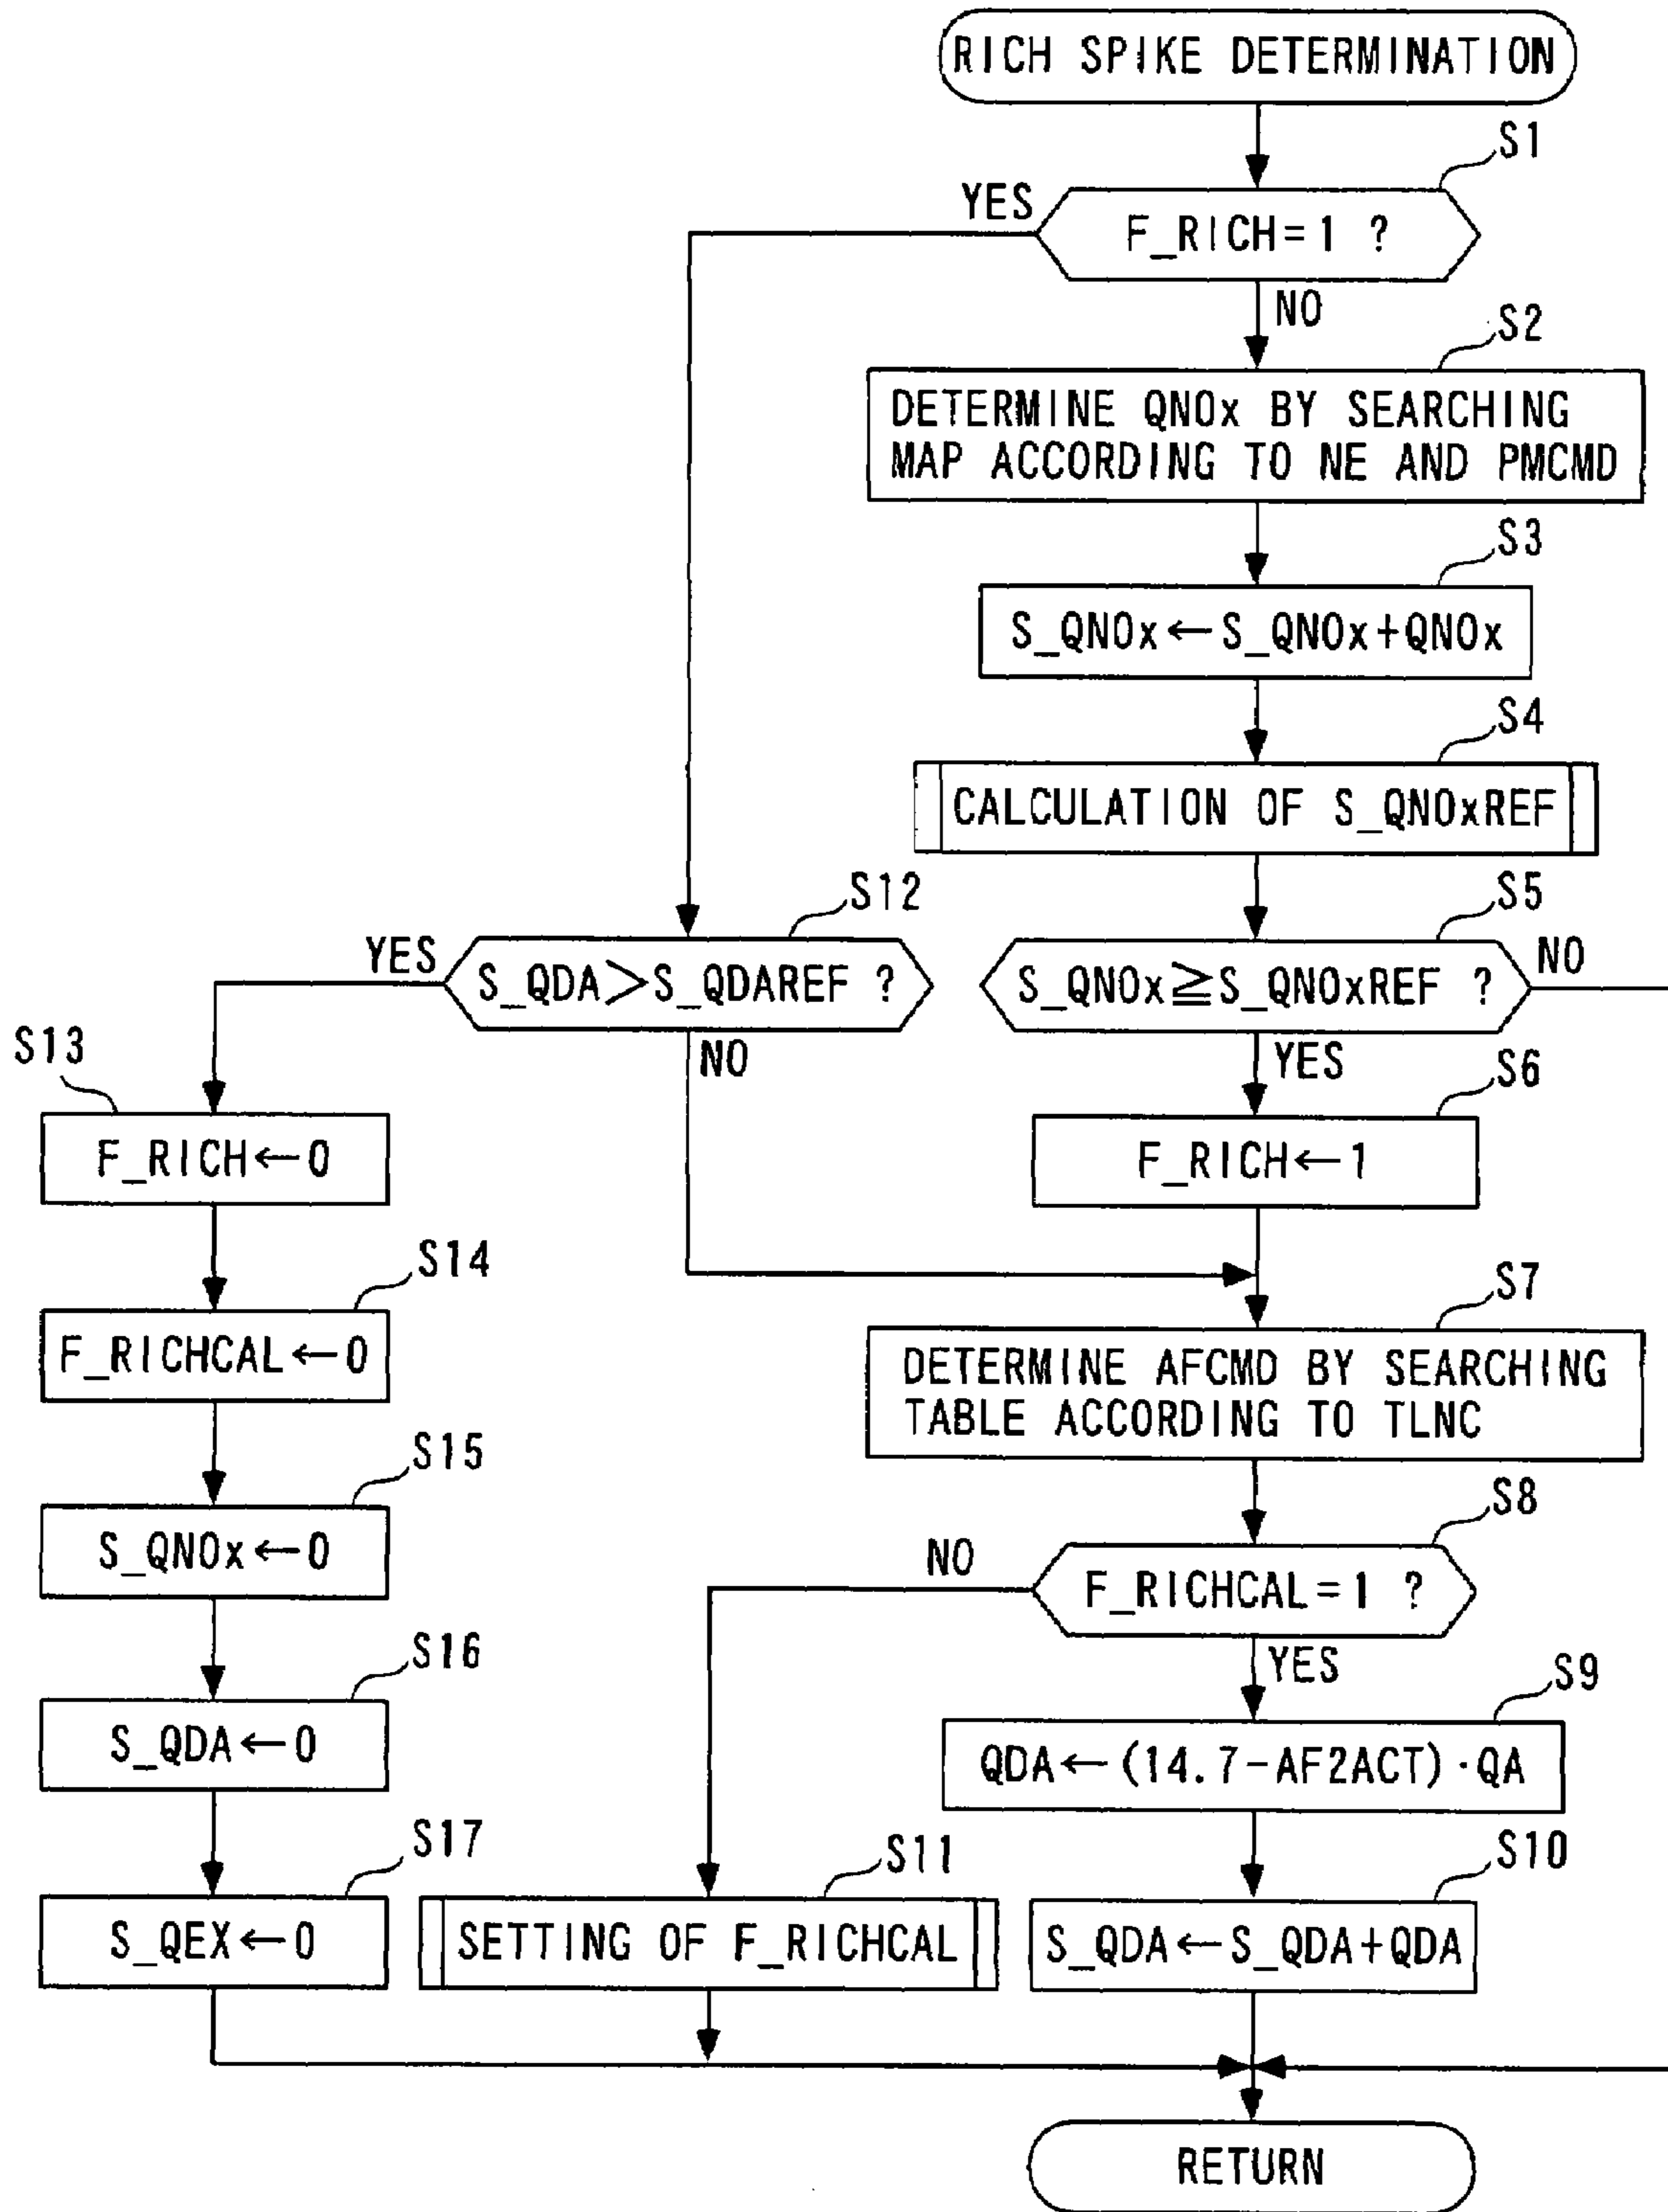 RICH SPIKE DETERMINATION
S1
F_RICH=1 ?
YES
NO
S2
DETERMINE QNOx BY SEARCHING
MAP ACCORDING TO NE AND PMCMD
S3
S_QNOx←S_QNOx+QNOx
S4
CALCULATION OF S_QNOxREF
S5
S_QNOx≧S_QNOxREF ?
NO
YES
S12
S_QDA>S_QDAREF ?
YES
NO
S6
F_RICH←1
S13
F_RICH←0
S14
F_RICHCAL←0
S15
S_QNOx←0
S16
S_QDA←0
S17
S_QEX←0
S7
DETERMINE AFCMD BY SEARCHING
TABLE ACCORDING TO TLNC
S8
F_RICHCAL=1 ?
NO
YES
S9
QDA←(14.7-AF2ACT)·QA
S10
S_QDA←S_QDA+QDA
S11
SETTING OF F_RICHCAL
RETURN